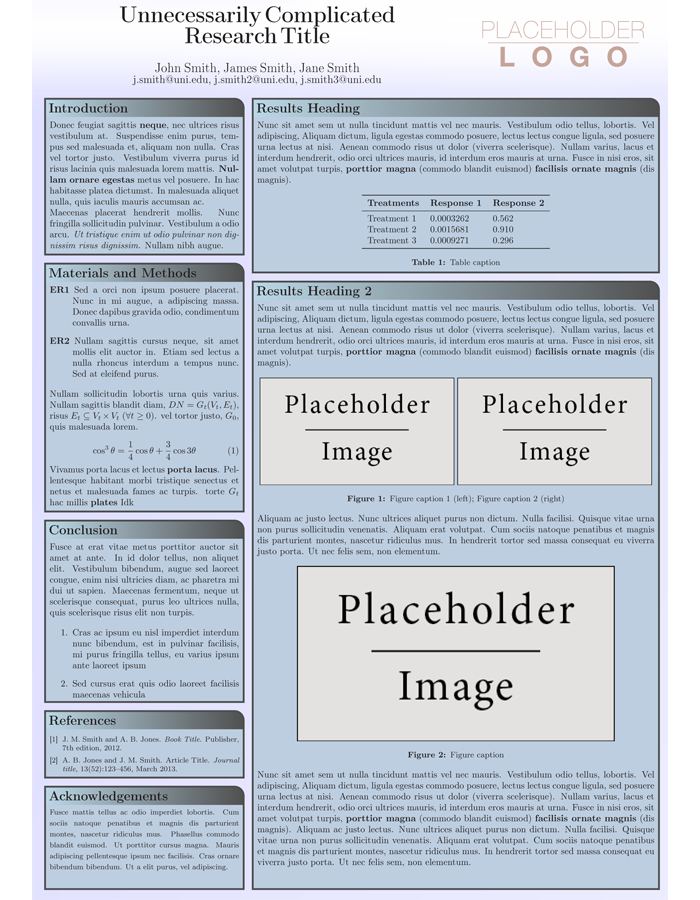 Unnecessarily Complicated
Research Title
John Smith, James Smith, Jane Smith
j.smith@uni.edu, j.smith2@uni.edu, j.smith3@uni.edu
PLACEHOLDER
LOGO
Introduction
Donec feugiat sagittis neque, nec ultrices risus
vestibulum at. Suspendisse enim purus, tem-
pus sed malesuada et, aliquam non nulla. Cras
vel tortor justo. Vestibulum viverra purus id
risus lacinia quis malesuada lorem mattis. Nul-
lam ornare egestas metus vel posuere. In hac
habitasse platea dictumst. In malesuada aliquet
nulla, quis iaculis mauris accumsan ac.
Maecenas placerat hendrerit mollis. Nunc
fringilla sollicitudin pulvinar. Vestibulum a odio
arcu. Ut tristique enim ut odio pulvinar non dig-
nissim risus dignissim. Nullam nibh augue.
Materials and Methods
ER1 Sed a orci non ipsum posuere placerat.
Nunc in mi augue, a adipiscing massa.
Donec dapibus gravida odio, condimentum
convallis urna.
ER2 Nullam sagittis cursus neque, sit amet
mollis elit auctor in. Etiam sed lectus a
nulla rhoncus interdum a tempus nunc.
Sed at eleifend purus.
Nullam sollicitudin lobortis urna quis varius.
Nullam sagittis blandit diam, DN = G_t(V_t, E_t),
risus E_t ⊆ V_t × V_t (∀t ≥ 0). vel tortor justo, G_0,
quis malesuada lorem.
cos³ θ = 1/4 cos θ + 3/4 cos 3θ (1)
Vivamus porta lacus et lectus porta lacus. Pel-
lentesque habitant morbi tristique senectus et
netus et malesuada fames ac turpis. torte G_t
hac millis plates Idk
Conclusion
Fusce at erat vitae metus porttitor auctor sit
amet at ante. In id dolor tellus, non aliquet
elit. Vestibulum bibendum, augue sed laoreet
congue, enim nisi ultricies diam, ac pharetra mi
dui ut sapien. Maecenas fermentum, neque ut
scelerisque consequat, purus leo ultrices nulla,
quis scelerisque risus elit non turpis.
1. Cras ac ipsum eu nisl imperdiet interdum
nunc bibendum, est in pulvinar facilisis,
mi purus fringilla tellus, eu varius ipsum
ante laoreet ipsum
2. Sed cursus erat quis odio laoreet facilisis
maecenas vehicula
References
[1] J. M. Smith and A. B. Jones. Book Title. Publisher,
7th edition, 2012.
[2] A. B. Jones and J. M. Smith. Article Title. Journal
title, 13(52):123–456, March 2013.
Acknowledgements
Fusce mattis tellus ac odio imperdiet lobortis. Cum
sociis natoque penatibus et magnis dis parturient
montes, nascetur ridiculus mus. Phasellus commodo
blandit euismod. Ut porttitor cursus magna. Mauris
adipiscing pellentesque ipsum nec facilisis. Cras ornare
bibendum bibendum. Ut a elit purus, vel adipiscing.
Results Heading
Nunc sit amet sem ut nulla tincidunt mattis vel nec mauris. Vestibulum odio tellus, lobortis. Vel
adipiscing, Aliquam dictum, ligula egestas commodo posuere, lectus lectus congue ligula, sed posuere
urna lectus at nisi. Aenean commodo risus ut dolor (viverra scelerisque). Nullam varius, lacus et
interdum hendrerit, odio orci ultrices mauris, id interdum eros mauris at urna. Fusce in nisi eros, sit
amet volutpat turpis, porttior magna (commodo blandit euismod) facilisis ornate magnis (dis
magnis).
Treatments Response 1 Response 2
Treatment 1 0.0003262 0.562
Treatment 2 0.0015681 0.910
Treatment 3 0.0009271 0.296
Table 1: Table caption
Results Heading 2
Nunc sit amet sem ut nulla tincidunt mattis vel nec mauris. Vestibulum odio tellus, lobortis. Vel
adipiscing, Aliquam dictum, ligula egestas commodo posuere, lectus lectus congue ligula, sed posuere
urna lectus at nisi. Aenean commodo risus ut dolor (viverra scelerisque). Nullam varius, lacus et
interdum hendrerit, odio orci ultrices mauris, id interdum eros mauris at urna. Fusce in nisi eros, sit
amet volutpat turpis, porttior magna (commodo blandit euismod) facilisis ornate magnis (dis
magnis).
Placeholder
Image
Placeholder
Image
Figure 1: Figure caption 1 (left); Figure caption 2 (right)
Aliquam ac justo lectus. Nunc ultrices aliquet purus non dictum. Nulla facilisi. Quisque vitae urna
non purus sollicitudin venenatis. Aliquam erat volutpat. Cum sociis natoque penatibus et magnis
dis parturient montes, nascetur ridiculus mus. In hendrerit tortor sed massa consequat eu viverra
justo porta. Ut nec felis sem, non elementum.
Placeholder
Image
Figure 2: Figure caption
Nunc sit amet sem ut nulla tincidunt mattis vel nec mauris. Vestibulum odio tellus, lobortis. Vel
adipiscing, Aliquam dictum, ligula egestas commodo posuere, lectus lectus congue ligula, sed posuere
urna lectus at nisi. Aenean commodo risus ut dolor (viverra scelerisque). Nullam varius, lacus et
interdum hendrerit, odio orci ultrices mauris, id interdum eros mauris at urna. Fusce in nisi eros, sit
amet volutpat turpis, porttior magna (commodo blandit euismod) facilisis ornate magnis (dis
magnis). Aliquam ac justo lectus. Nunc ultrices aliquet purus non dictum. Nulla facilisi. Quisque
vitae urna non purus sollicitudin venenatis. Aliquam erat volutpat. Cum sociis natoque penatibus
et magnis dis parturient montes, nascetur ridiculus mus. In hendrerit tortor sed massa consequat eu
viverra justo porta. Ut nec felis sem, non elementum.